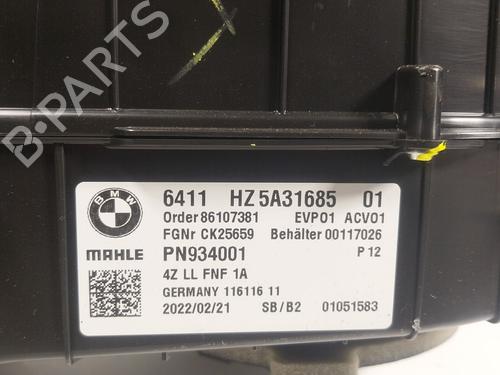 B-PARTS
BMW
6411 HZ 5A31685 01
Order 86107381 EVP01 ACV01
FGNr CK25659 Behälter 00117026
MAHLE PN934001 P 12
4Z LL FNF 1A
GERMANY 116116 11
2022/02/21 SB/B2 01051583